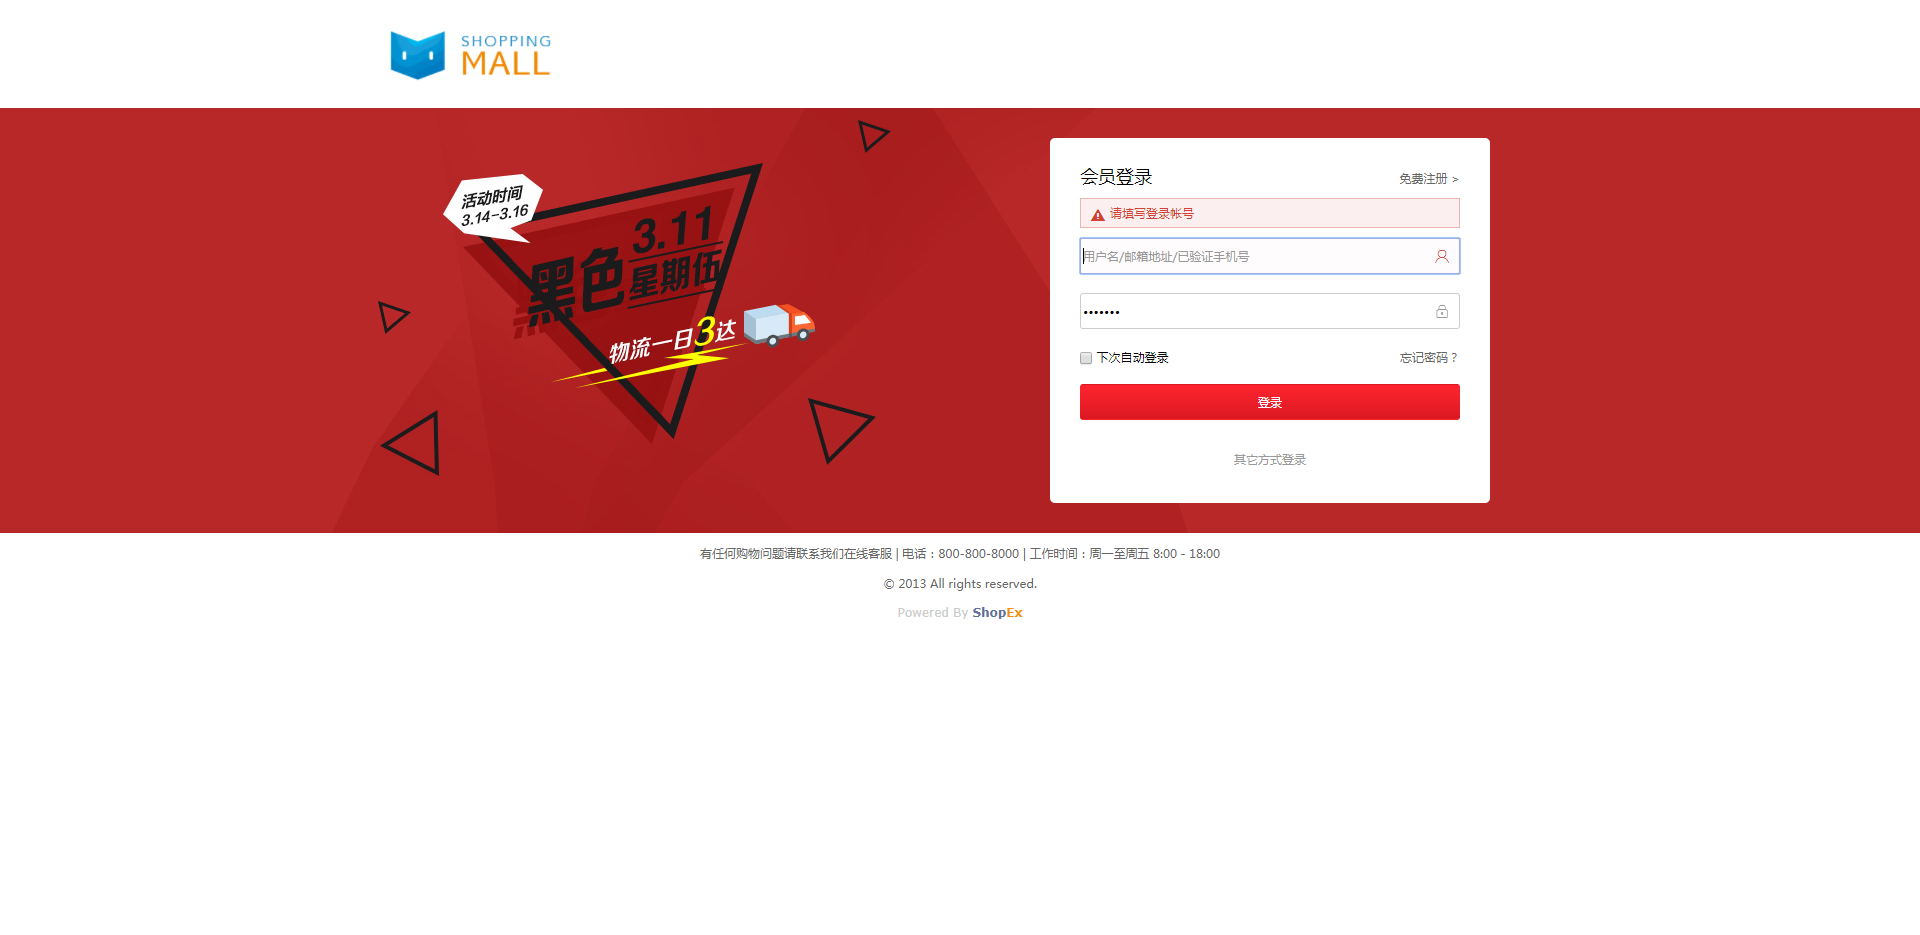 SHOPPING
MALL
活动时间
3.14-3.16
3.11
黑色
星期伍
物流一日3达
会员登录
免费注册 >
请填写登录帐号
用户名/邮箱地址/已验证手机号
•••••••
下次自动登录
忘记密码？
登录
其它方式登录
有任何购物问题请联系我们在线客服 | 电话：800-800-8000 | 工作时间：周一至周五 8:00 - 18:00
© 2013 All rights reserved.
Powered By ShopEx